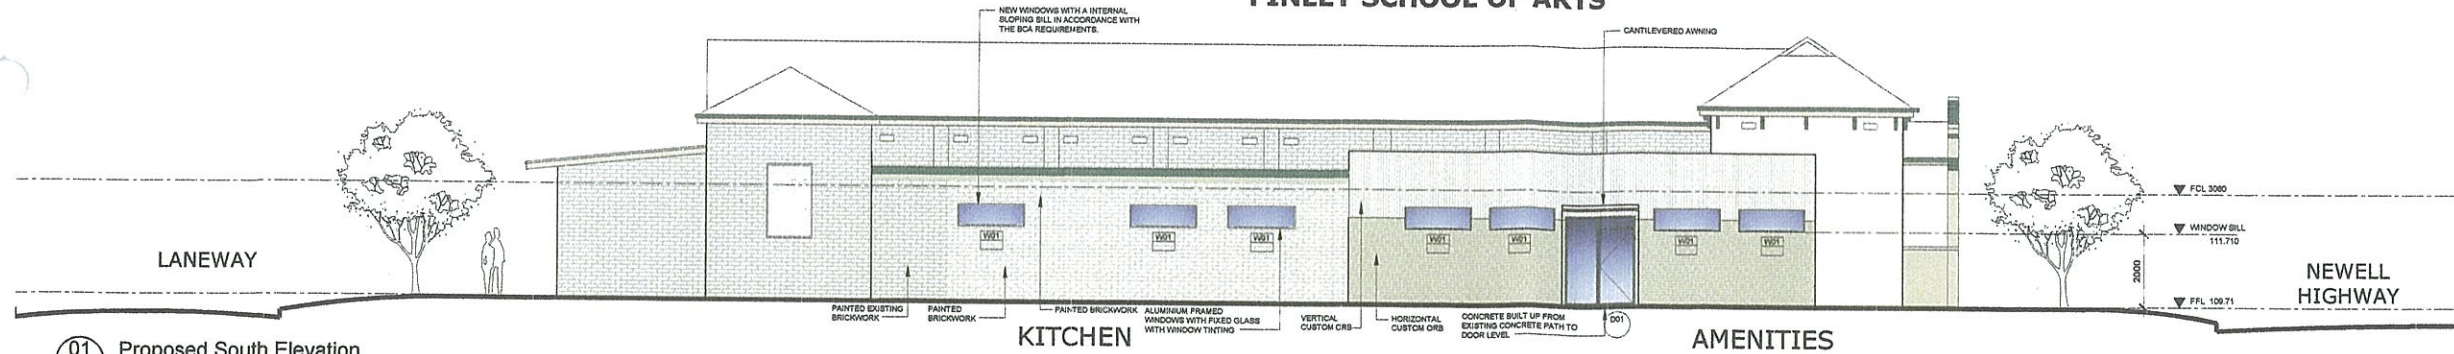 FINLEY SCHOOL OF ARTS
NEW WINDOWS WITH A INTERNAL
SLOPING SILL IN ACCORDANCE WITH
THE BCA REQUIREMENTS.
CANTILEVERED AWNING
FCL 3060
WINDOW SILL
111.710
2000
FFL 109.71
LANEWAY
NEWELL
HIGHWAY
W01
W01
W01
W01
W01
W01
W01
PAINTED EXISTING
BRICKWORK
PAINTED
BRICKWORK
PAINTED BRICKWORK
ALUMINIUM FRAMED
WINDOWS WITH FIXED GLASS
WITH WINDOW TINTING
VERTICAL
CUSTOM ORB
HORIZONTAL
CUSTOM ORB
CONCRETE BUILT UP FROM
EXISTING CONCRETE PATH TO
DOOR LEVEL
D01
KITCHEN
AMENITIES
01
Proposed South Elevation